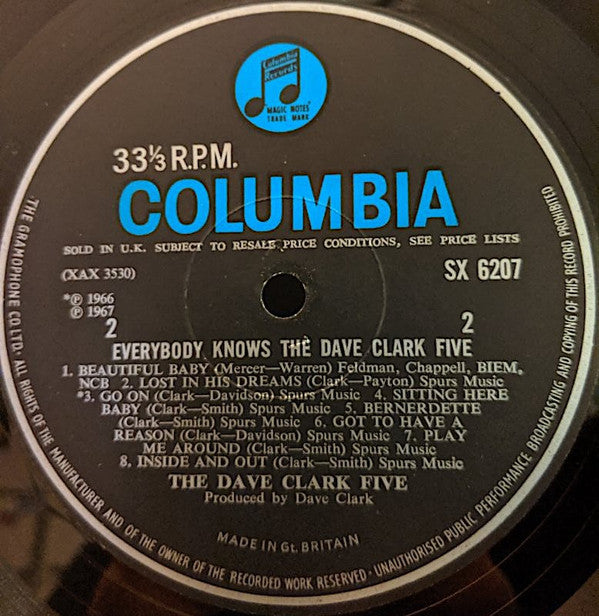 Columbia
Records
MAGIC NOTES
TRADE MARK
33⅓ R.P.M.
COLUMBIA
SOLD IN U.K. SUBJECT TO RESALE PRICE CONDITIONS, SEE PRICE LISTS
(XAX 3530)
SX 6207
*℗ 1966
℗ 1967
2
2
EVERYBODY KNOWS THE DAVE CLARK FIVE
1. BEAUTIFUL BABY (Mercer—Warren) Feldman, Chappell, BIEM,
NCB 2. LOST IN HIS DREAMS (Clark—Payton) Spurs Music
*3. GO ON (Clark—Davidson) Spurs Music 4. SITTING HERE
BABY (Clark—Smith) Spurs Music 5. BERNERDETTE
(Clark—Smith) Spurs Music 6. GOT TO HAVE A
REASON (Clark—Davidson) Spurs Music 7. PLAY
ME AROUND (Clark—Smith) Spurs Music
8. INSIDE AND OUT (Clark—Smith) Spurs Music
THE DAVE CLARK FIVE
Produced by Dave Clark
MADE IN Gt. BRITAIN
THE GRAMOPHONE CO. LTD· ALL RIGHTS OF THE MANUFACTURER AND OF THE OWNER OF THE RECORDED WORK RESERVED · UNAUTHORISED PUBLIC PERFORMANCE BROADCASTING AND COPYING OF THIS RECORD PROHIBITED